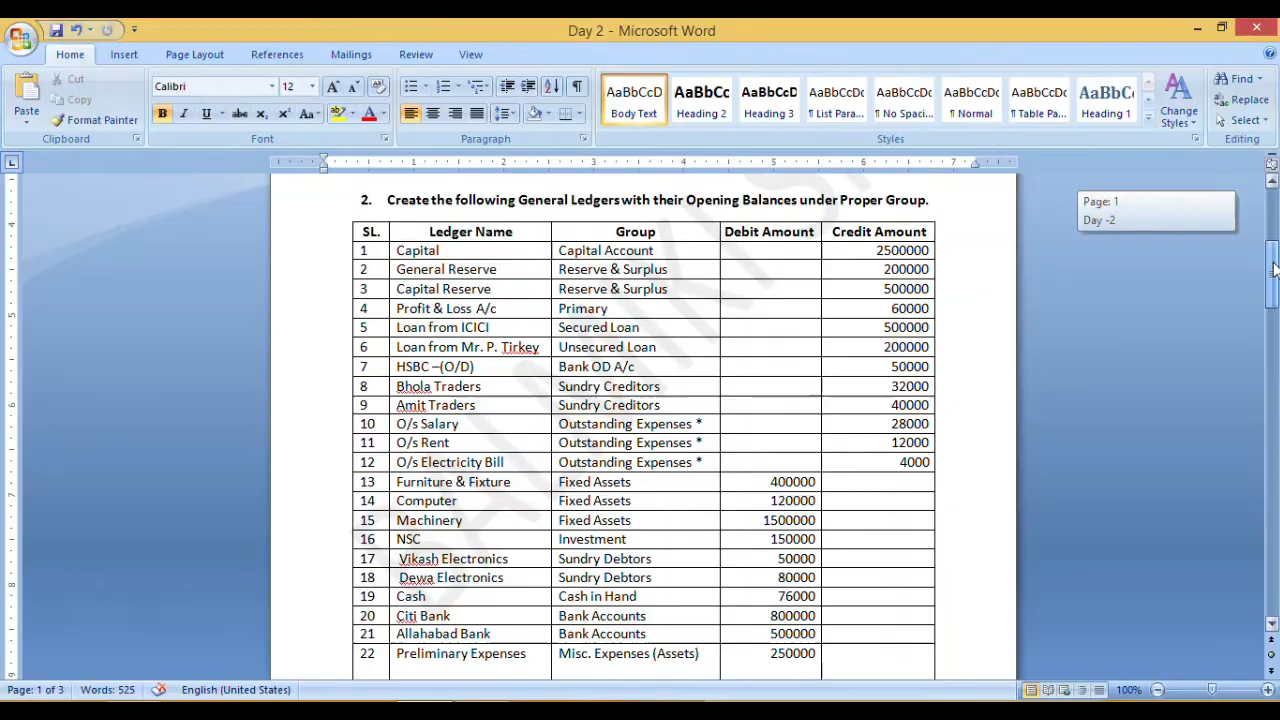 Day 2 - Microsoft Word
Home Insert Page Layout References Mailings Review View
Paste
Cut
Copy
Format Painter
Clipboard
Calibri 12
Font
Paragraph
AaBbCcD AaBbCc AaBbCcD AaBbCcDc AaBbCcDc AaBbCcDc AaBbCcDc AaBbC
Body Text Heading 2 Heading 3 ¶ List Para... ¶ No Spaci... ¶ Normal ¶ Table Pa... Heading 1
Change Styles
Styles
Find
Replace
Select
Editing
Page: 1
Day -2
2. Create the following General Ledgers with their Opening Balances under Proper Group.
SL. Ledger Name Group Debit Amount Credit Amount
1 Capital Capital Account 2500000
2 General Reserve Reserve & Surplus 200000
3 Capital Reserve Reserve & Surplus 500000
4 Profit & Loss A/c Primary 60000
5 Loan from ICICI Secured Loan 500000
6 Loan from Mr. P. Tirkey Unsecured Loan 200000
7 HSBC –(O/D) Bank OD A/c 50000
8 Bhola Traders Sundry Creditors 32000
9 Amit Traders Sundry Creditors 40000
10 O/s Salary Outstanding Expenses * 28000
11 O/s Rent Outstanding Expenses * 12000
12 O/s Electricity Bill Outstanding Expenses * 4000
13 Furniture & Fixture Fixed Assets 400000
14 Computer Fixed Assets 120000
15 Machinery Fixed Assets 1500000
16 NSC Investment 150000
17 Vikash Electronics Sundry Debtors 50000
18 Dewa Electronics Sundry Debtors 80000
19 Cash Cash in Hand 76000
20 Citi Bank Bank Accounts 800000
21 Allahabad Bank Bank Accounts 500000
22 Preliminary Expenses Misc. Expenses (Assets) 250000
Page: 1 of 3 Words: 525 English (United States) 100%